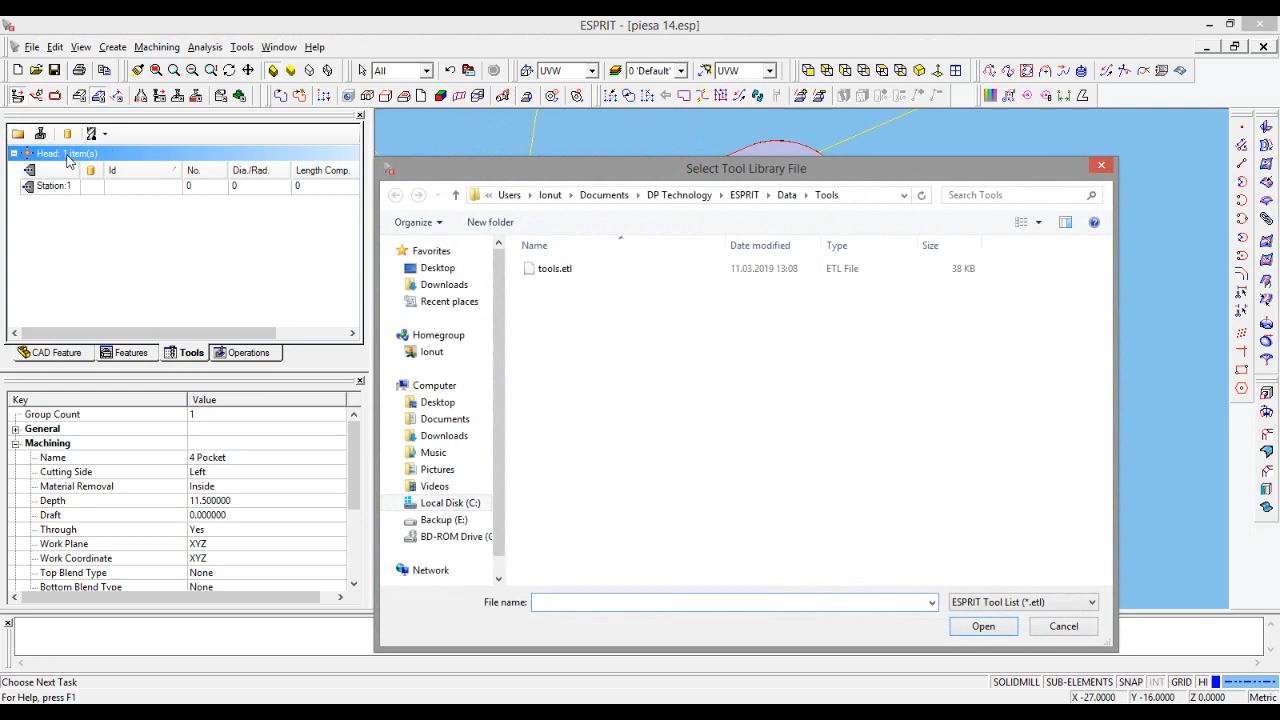 ESPRIT - [piesa 14.esp]
File Edit View Create Machining Analysis Tools Window Help
All UVW 0 'Default' UVW
Head: 1 item(s)
Id No. Dia./Rad. Length Comp.
Station:1 0 0 0
CAD Feature Features Tools Operations
Key Value
Group Count 1
General
Machining
Name 4 Pocket
Cutting Side Left
Material Removal Inside
Depth 11.500000
Draft 0.000000
Through Yes
Work Plane XYZ
Work Coordinate XYZ
Top Blend Type None
Bottom Blend Type None
Select Tool Library File
« Users Ionut Documents DP Technology ESPRIT Data Tools
Search Tools
Organize New folder
Favorites
Desktop
Downloads
Recent places
Homegroup
Ionut
Computer
Desktop
Documents
Downloads
Music
Pictures
Videos
Local Disk (C:)
Backup (E:)
BD-ROM Drive (
Network
Name Date modified Type Size
tools.etl 11.03.2019 13:08 ETL File 38 KB
File name: ESPRIT Tool List (*.etl)
Open Cancel
Choose Next Task
SOLIDMILL SUB-ELEMENTS SNAP INT GRID HI
For Help, press F1
X -27.0000 Y -16.0000 Z 0.0000 Metric